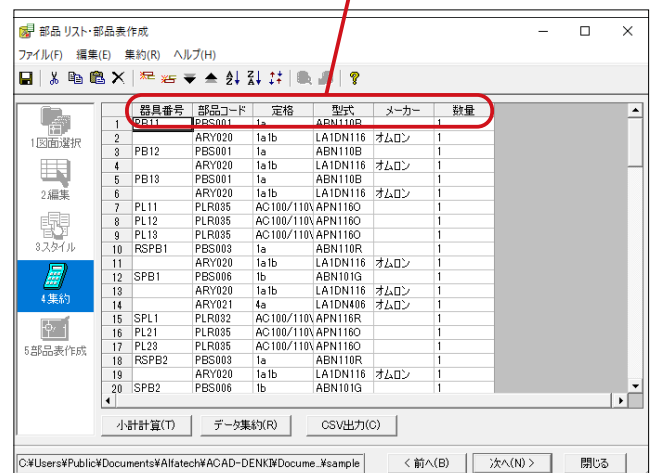 部品 リスト・部品表作成
ファイル(F) 編集(E) 集約(R) ヘルプ(H)
1.図面選択
2.編集
3.スタイル
4.集約
5.部品表作成
器具番号 部品コード 定格 型式 メーカー 数量
1 PB11 PBS001 1a ABN110B 1
2 ARY020 1a1b LA1DN116 オムロン 1
3 PB12 PBS001 1a ABN110B 1
4 ARY020 1a1b LA1DN116 オムロン 1
5 PB13 PBS001 1a ABN110B 1
6 ARY020 1a1b LA1DN116 オムロン 1
7 PL11 PLR035 AC100/110V APN116O 1
8 PL12 PLR035 AC100/110V APN116O 1
9 PL13 PLR035 AC100/110V APN116O 1
10 RSPB1 PBS003 1a ABN110R 1
11 ARY020 1a1b LA1DN116 オムロン 1
12 SPB1 PBS006 1b ABN101G 1
13 ARY020 1a1b LA1DN116 オムロン 1
14 ARY021 4a LA1DN406 オムロン 1
15 SPL1 PLR032 AC100/110V APN116R 1
16 PL21 PLR035 AC100/110V APN116O 1
17 PL23 PLR035 AC100/110V APN116O 1
18 RSPB2 PBS003 1a ABN110R 1
19 ARY020 1a1b LA1DN116 オムロン 1
20 SPB2 PBS006 1b ABN101G 1
小計計算(T) データ集約(R) CSV出力(C)
C:¥Users¥Public¥Documents¥Alfatech¥ACAD-DENKI¥Docume...¥sample < 前へ(B) 次へ(N) > 閉じる